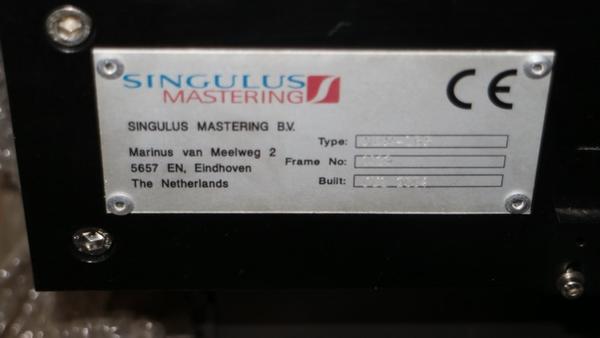 SINGULUS
MASTERING
CE
SINGULUS MASTERING B.V.
Marinus van Meelweg 2
5657 EN, Eindhoven
The Netherlands
Type:
Frame No:
Built: